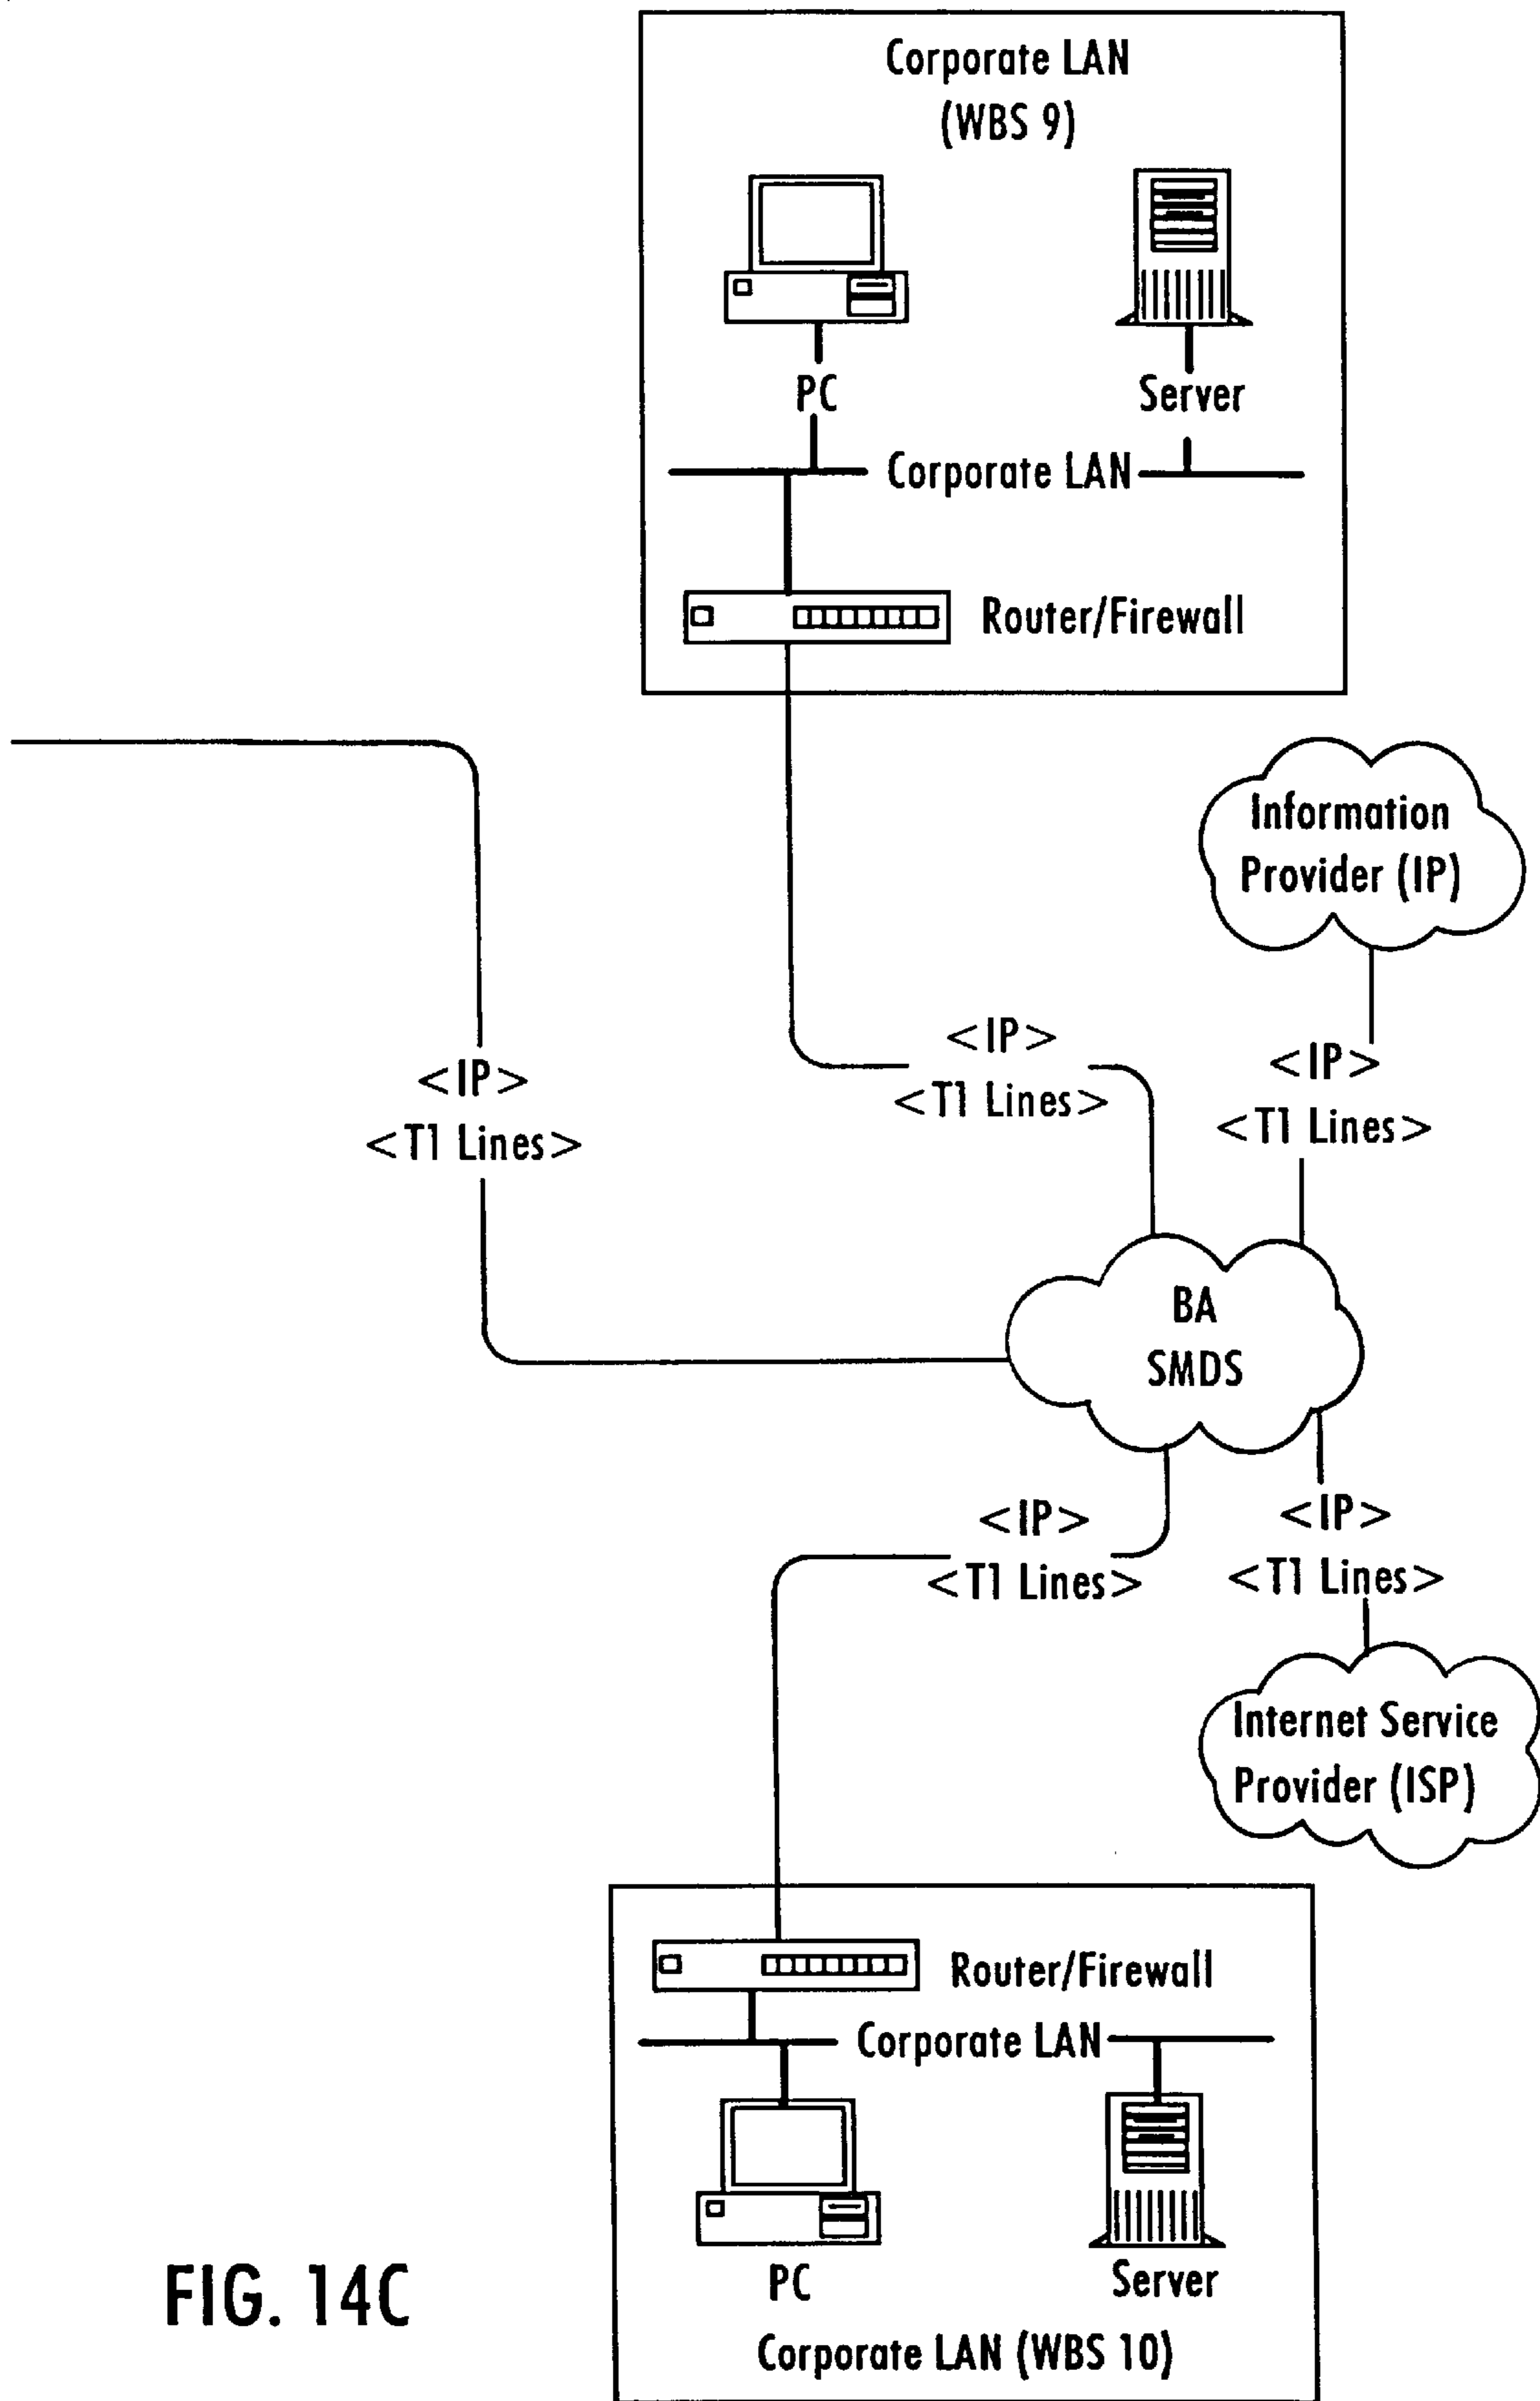 Corporate LAN
(WBS 9)
PC
Server
Corporate LAN
Router/Firewall
Information
Provider (IP)
<IP>
<T1 Lines>
<IP>
<T1 Lines>
<IP>
<T1 Lines>
BA
SMDS
<IP>
<T1 Lines>
<IP>
<T1 Lines>
Internet Service
Provider (ISP)
Router/Firewall
Corporate LAN
PC
Server
Corporate LAN (WBS 10)
FIG. 14C